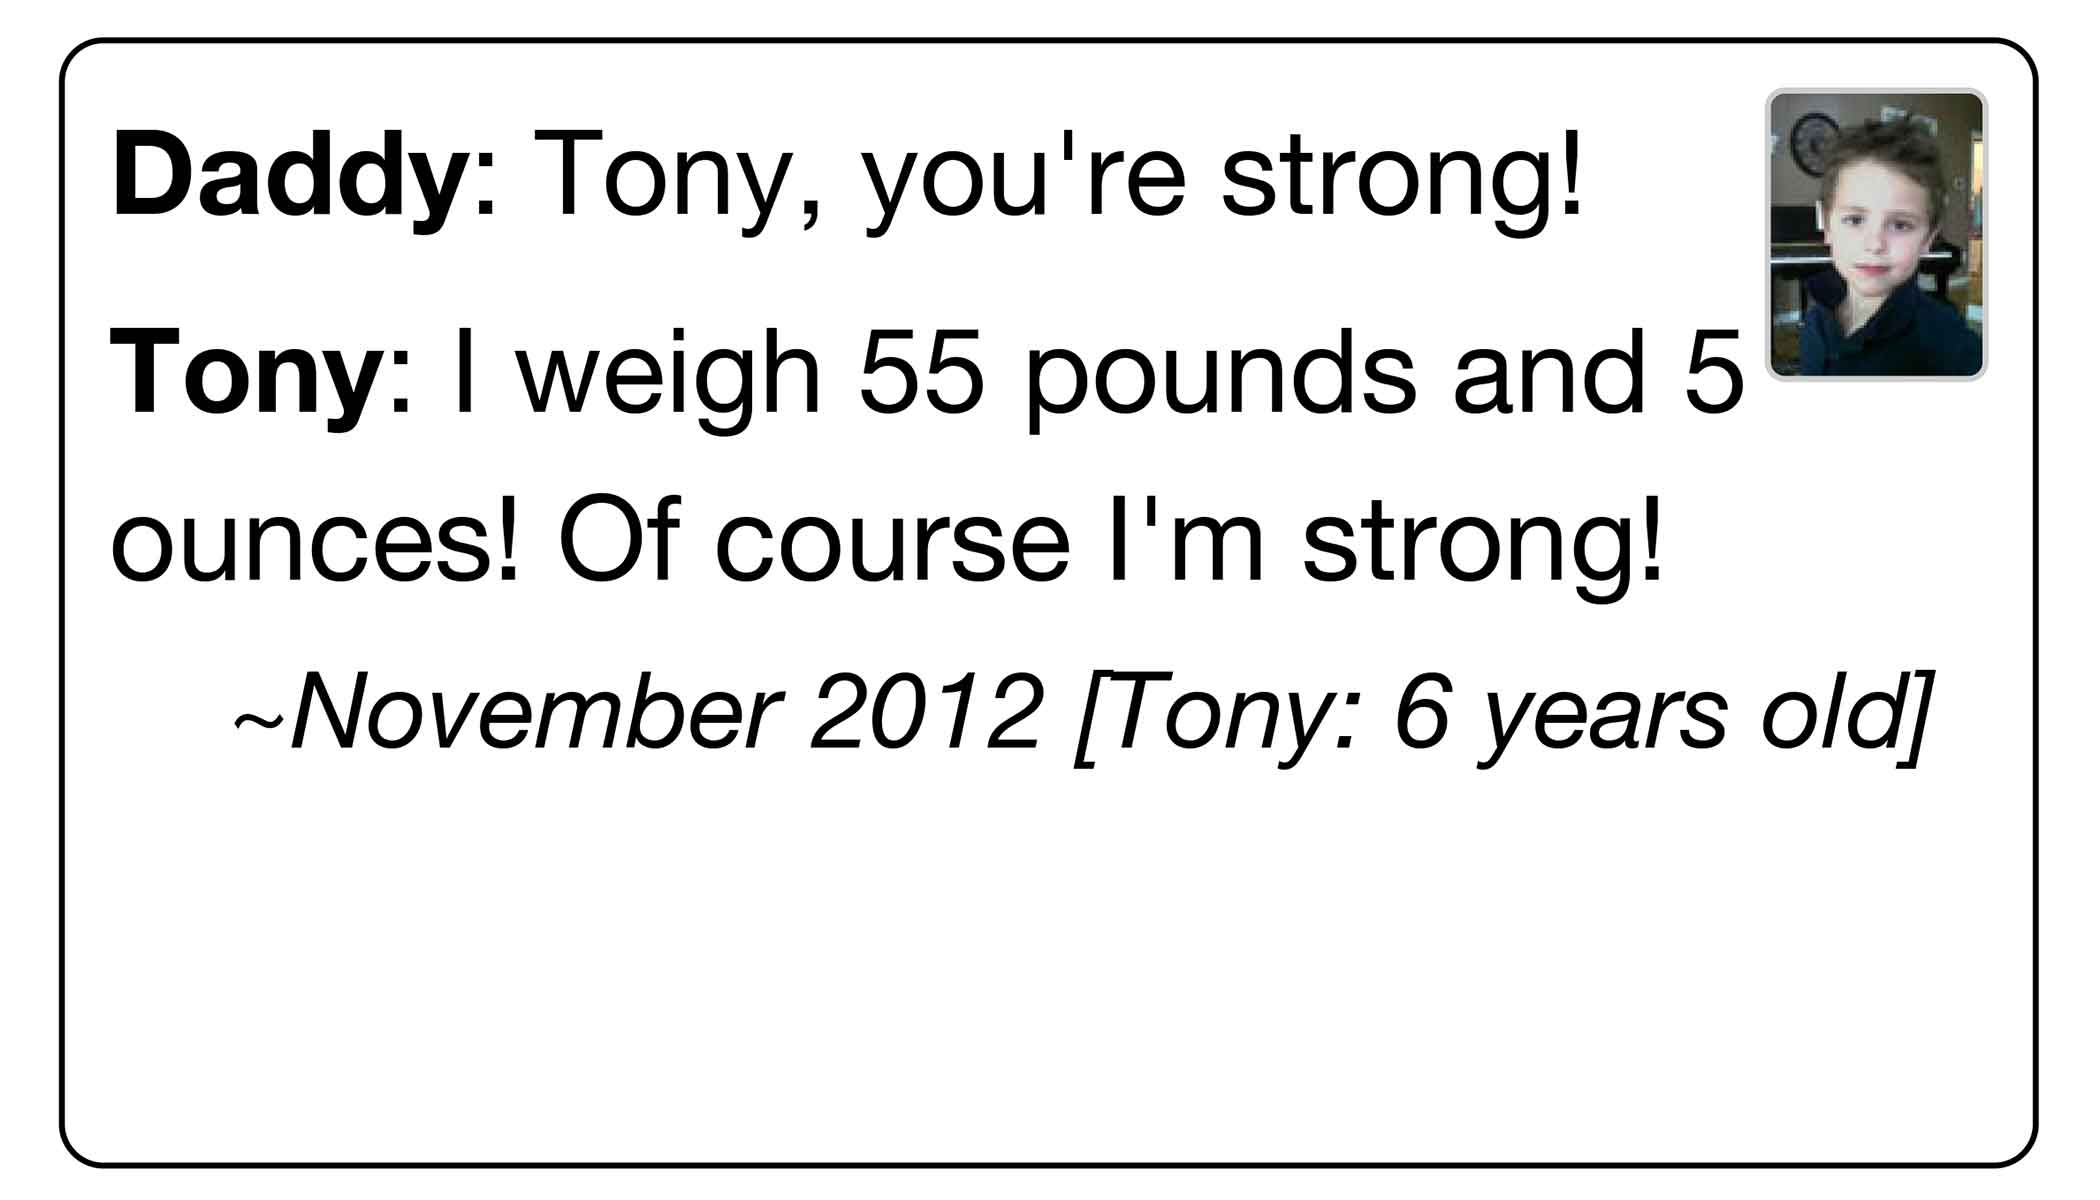 Daddy: Tony, you're strong!
Tony: I weigh 55 pounds and 5
ounces! Of course I'm strong!
~November 2012 [Tony: 6 years old]